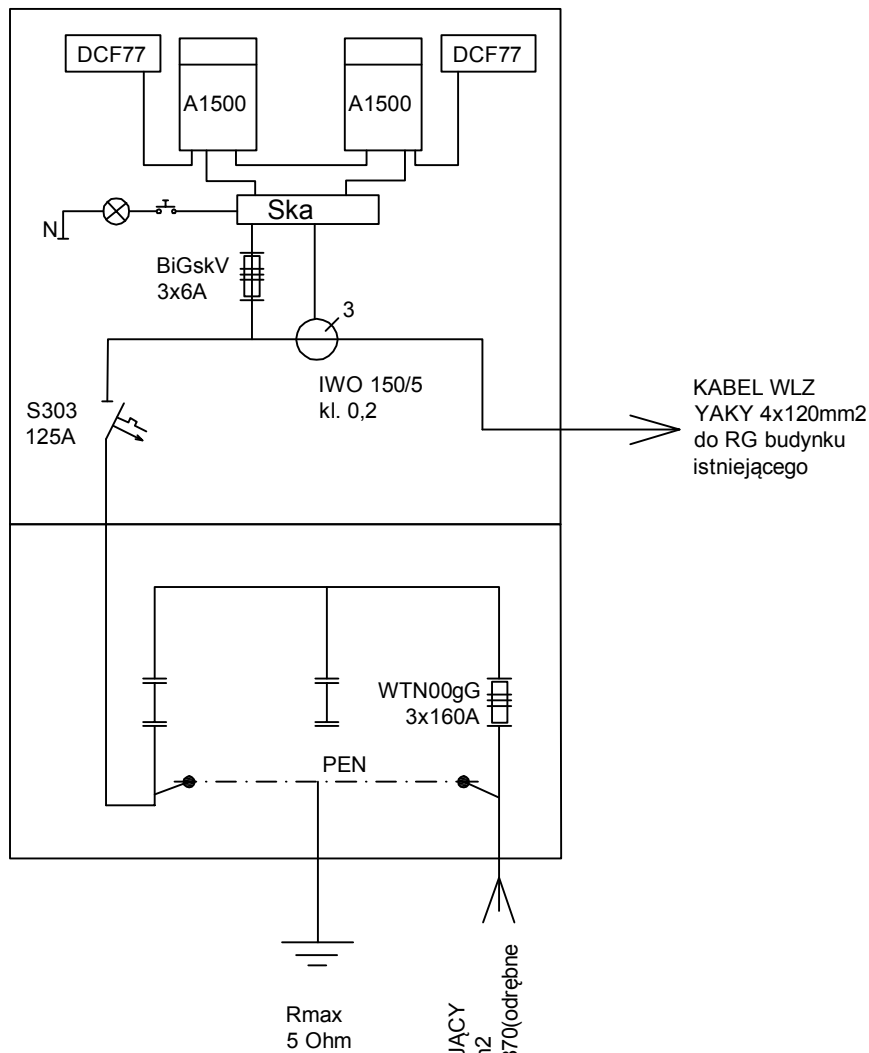 DCF77
A1500
A1500
DCF77
Ska
N
BiGskV
3x6A
3
IWO 150/5
kl. 0,2
S303
125A
KABEL WLZ
YAKY 4x120mm2
do RG budynku
istniejącego
WTN00gG
3x160A
PEN
Rmax
5 Ohm
(odrębne